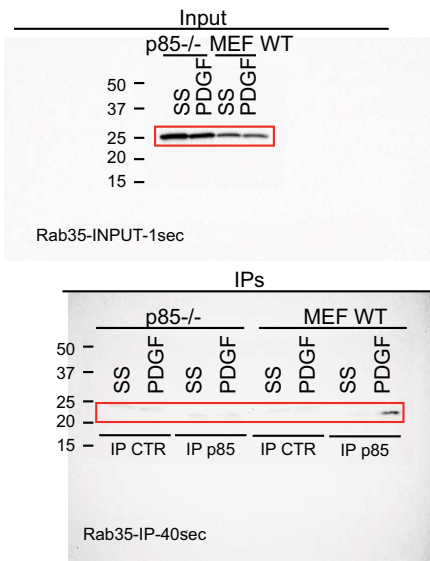 Input
p85-/- MEF WT
SS PDGF SS PDGF
50
37
25
20
15
Rab35-INPUT-1sec
IPs
p85-/- MEF WT
SS PDGF SS PDGF SS PDGF SS PDGF
50
37
25
20
15
IP CTR IP p85 IP CTR IP p85
Rab35-IP-40sec